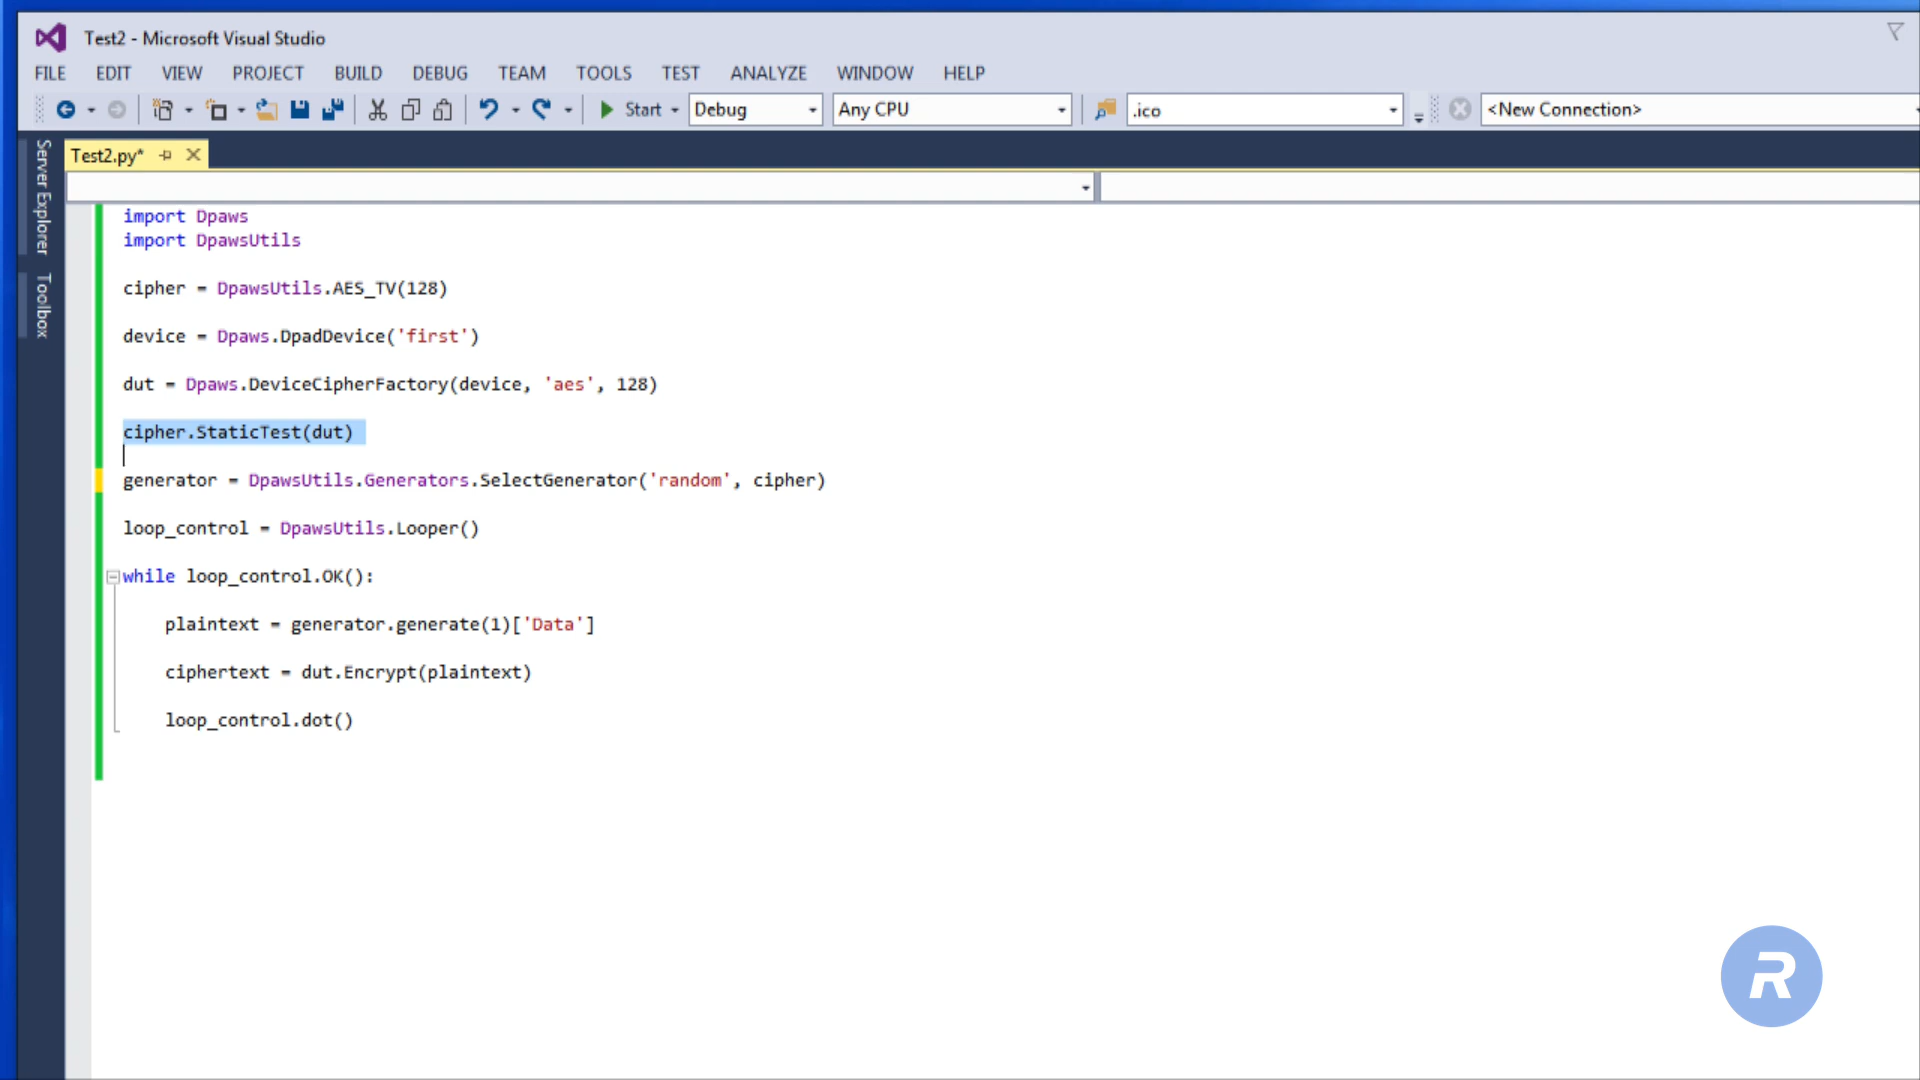 Test2 - Microsoft Visual Studio
FILE EDIT VIEW PROJECT BUILD DEBUG TEAM TOOLS TEST ANALYZE WINDOW HELP
Start Debug Any CPU .ico <New Connection>
Server Explorer
Toolbox
Test2.py*
import Dpaws
import DpawsUtils
cipher = DpawsUtils.AES_TV(128)
device = Dpaws.DpadDevice('first')
dut = Dpaws.DeviceCipherFactory(device, 'aes', 128)
cipher.StaticTest(dut)
generator = DpawsUtils.Generators.SelectGenerator('random', cipher)
loop_control = DpawsUtils.Looper()
while loop_control.OK():
plaintext = generator.generate(1)['Data']
ciphertext = dut.Encrypt(plaintext)
loop_control.dot()
R